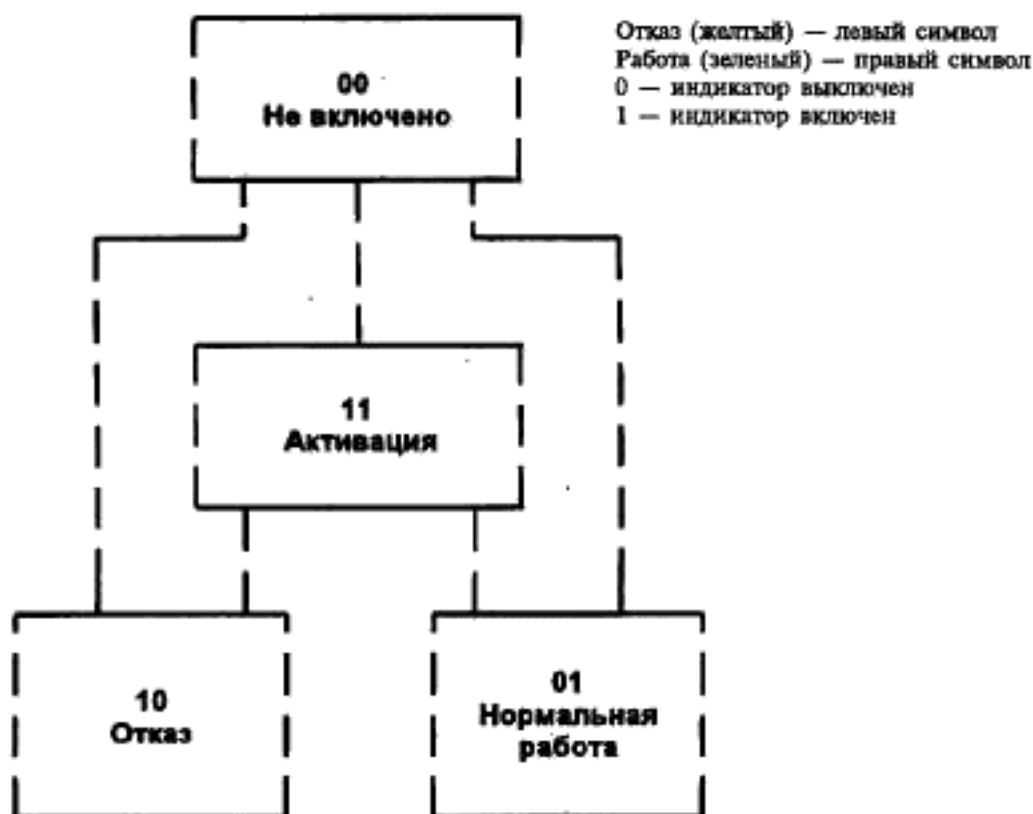 Отказ (желтый) — левый символ
Работа (зеленый) — правый символ
0 — индикатор выключен
1 — индикатор включен
00
Не включено
11
Активация
10
Отказ
01
Нормальная
работа